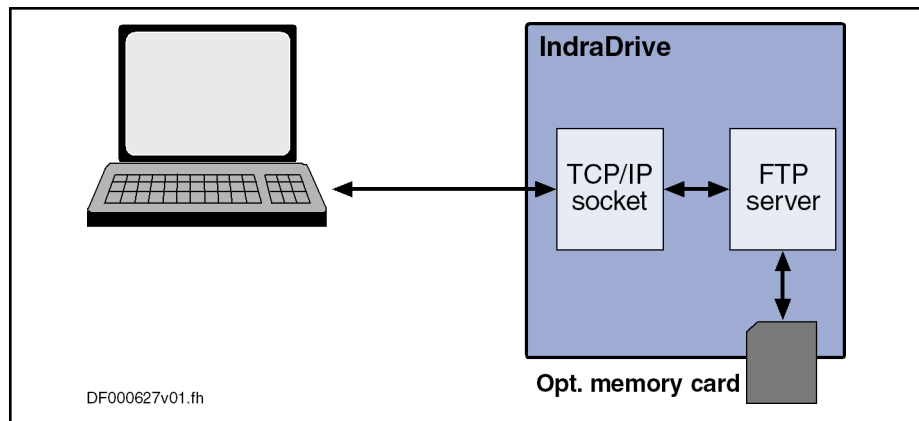 IndraDrive
TCP/IP
socket
FTP
server
Opt. memory card
DF000627v01.fh